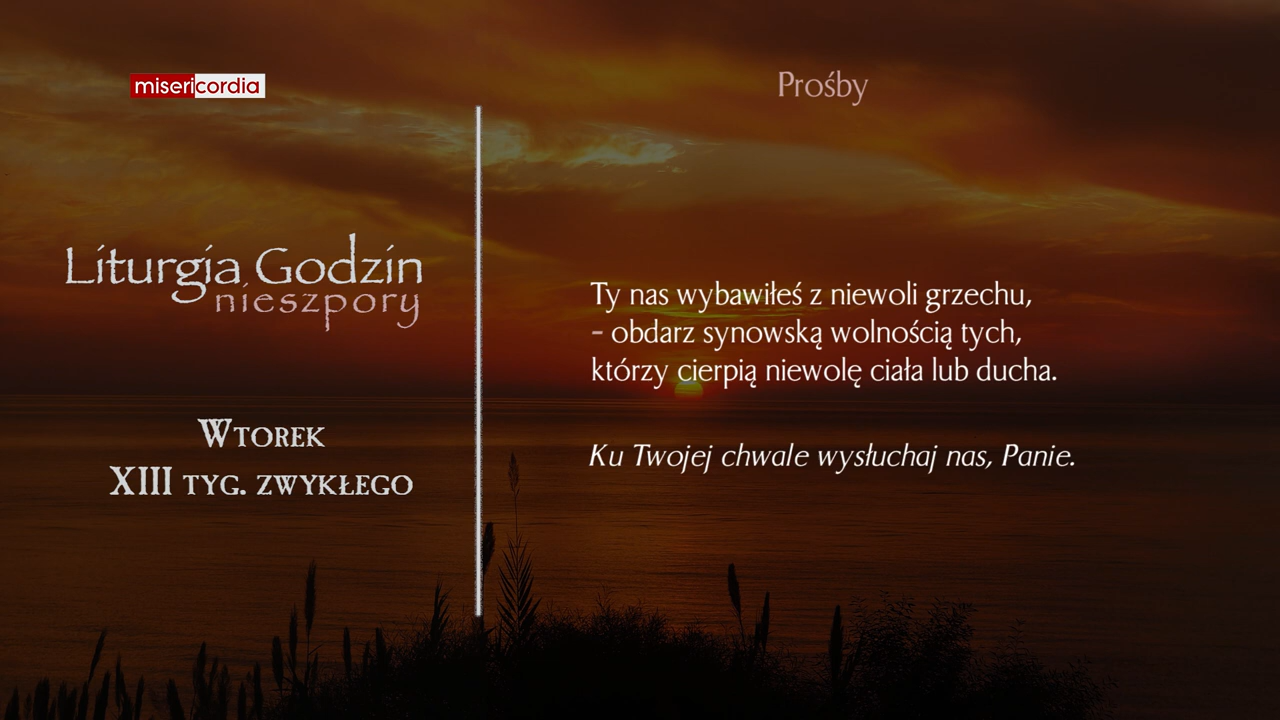 misericordia
Prośby
Liturgia Godzin
nieszpory
Wtorek
XIII tyg. zwykłego
Ty nas wybawiłeś z niewoli grzechu,
- obdarz synowską wolnością tych,
którzy cierpią niewolę ciała lub ducha.
Ku Twojej chwale wysłuchaj nas, Panie.